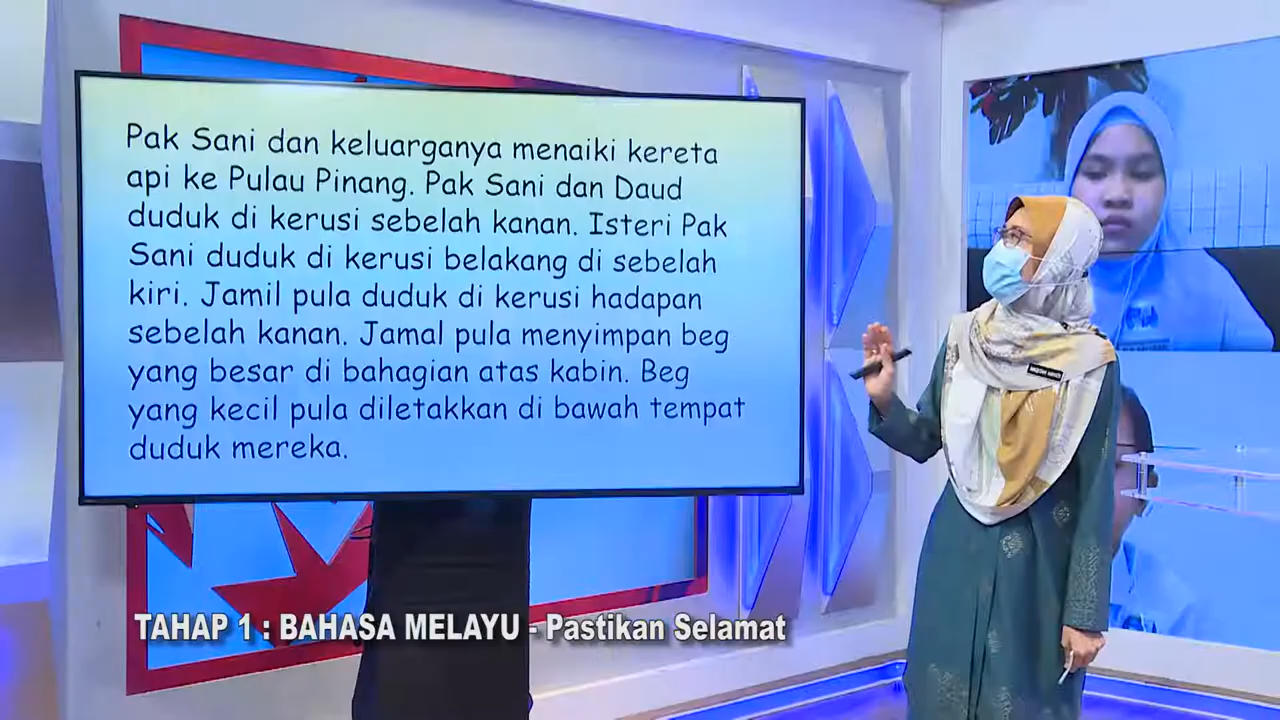 Pak Sani dan keluarganya menaiki kereta
api ke Pulau Pinang. Pak Sani dan Daud
duduk di kerusi sebelah kanan. Isteri Pak
Sani duduk di kerusi belakang di sebelah
kiri. Jamil pula duduk di kerusi hadapan
sebelah kanan. Jamal pula menyimpan beg
yang besar di bahagian atas kabin. Beg
yang kecil pula diletakkan di bawah tempat
duduk mereka.
TAHAP 1 : BAHASA MELAYU - Pastikan Selamat